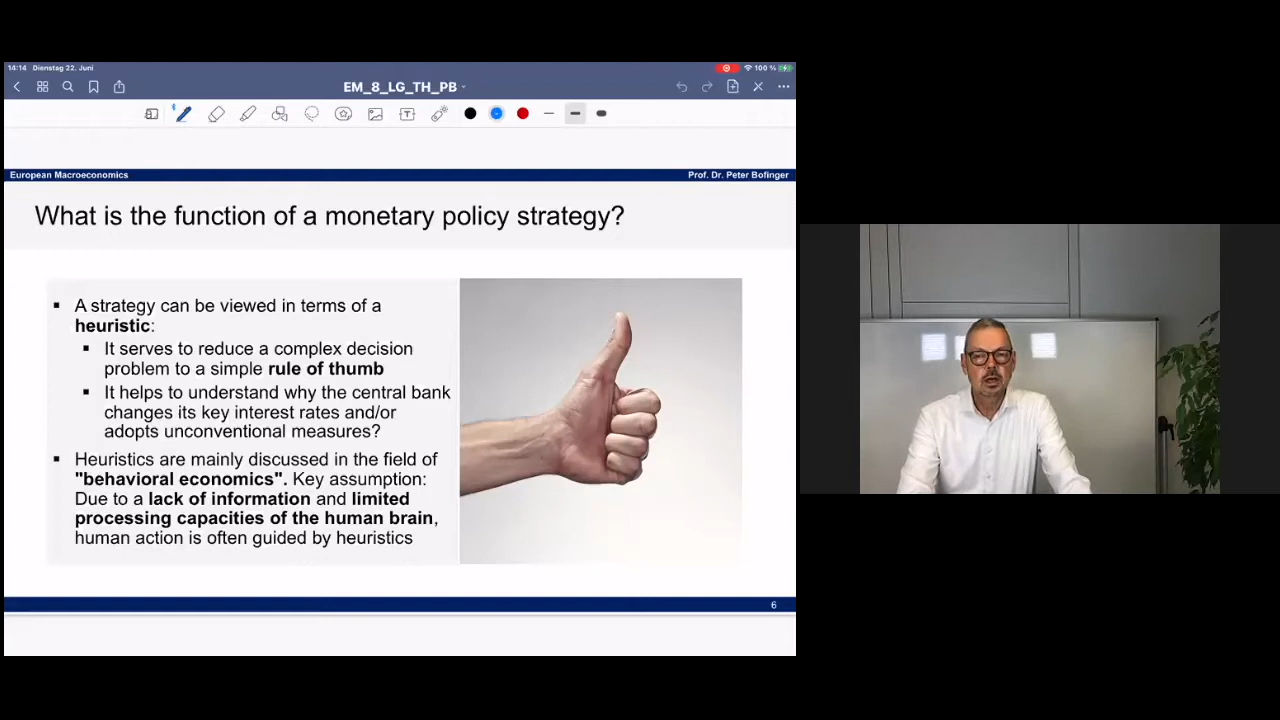 14:14 Dienstag 22. Juni
100 %
EM_8_LG_TH_PB
T
European Macroeconomics
Prof. Dr. Peter Bofinger
What is the function of a monetary policy strategy?
▪ A strategy can be viewed in terms of a
heuristic:
▪ It serves to reduce a complex decision
problem to a simple rule of thumb
▪ It helps to understand why the central bank
changes its key interest rates and/or
adopts unconventional measures?
▪ Heuristics are mainly discussed in the field of
"behavioral economics". Key assumption:
Due to a lack of information and limited
processing capacities of the human brain,
human action is often guided by heuristics
6